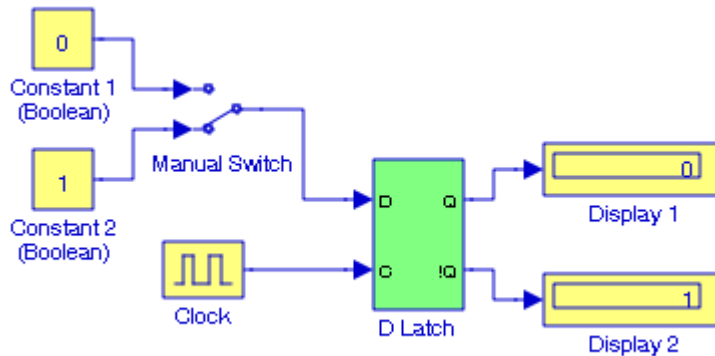 0
Constant 1
(Boolean)
Manual Switch
1
Constant 2
(Boolean)
D Q
C !Q
D Latch
Clock
0
Display 1
1
Display 2